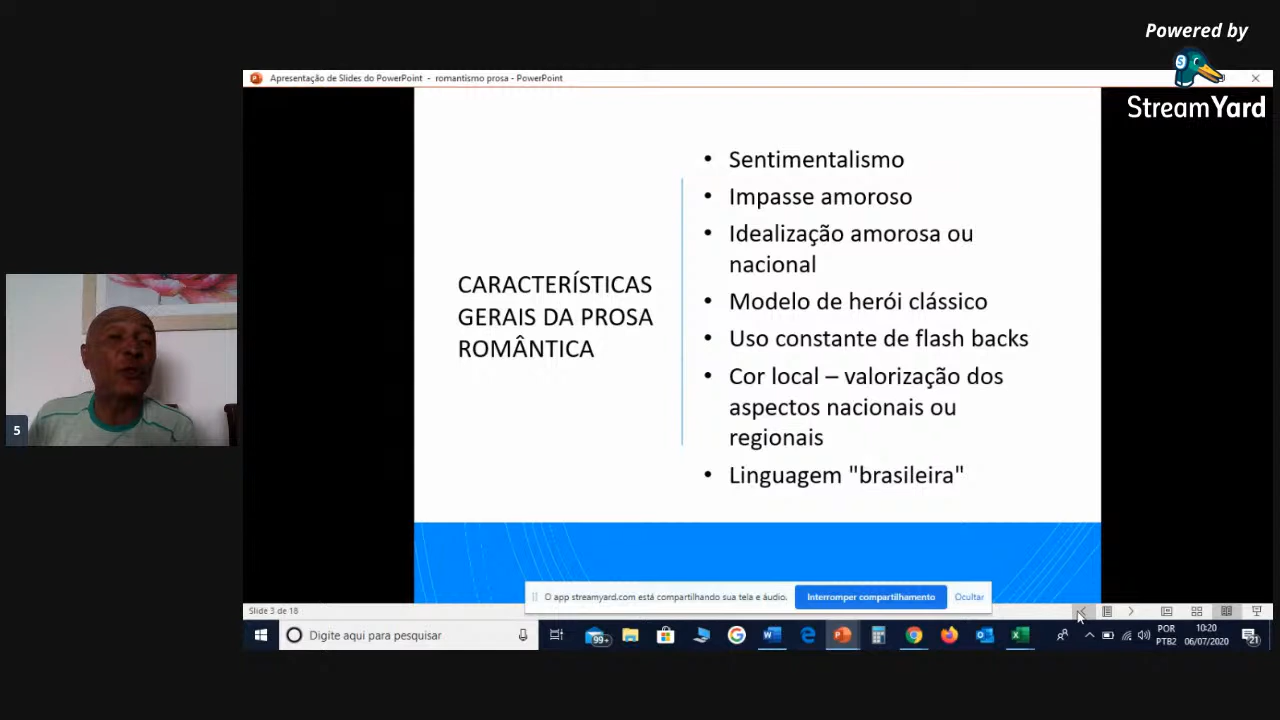 Powered by
StreamYard
Apresentação de Slides do PowerPoint - romantismo prosa - PowerPoint
CARACTERÍSTICAS
GERAIS DA PROSA
ROMÂNTICA
• Sentimentalismo
• Impasse amoroso
• Idealização amorosa ou
nacional
• Modelo de herói clássico
• Uso constante de flash backs
• Cor local – valorização dos
aspectos nacionais ou
regionais
• Linguagem "brasileira"
5
O app streamyard.com está compartilhando sua tela e áudio.
Interromper compartilhamento
Ocultar
Slide 3 de 18
Digite aqui para pesquisar
99+
POR
PTB2
10:20
06/07/2020
21